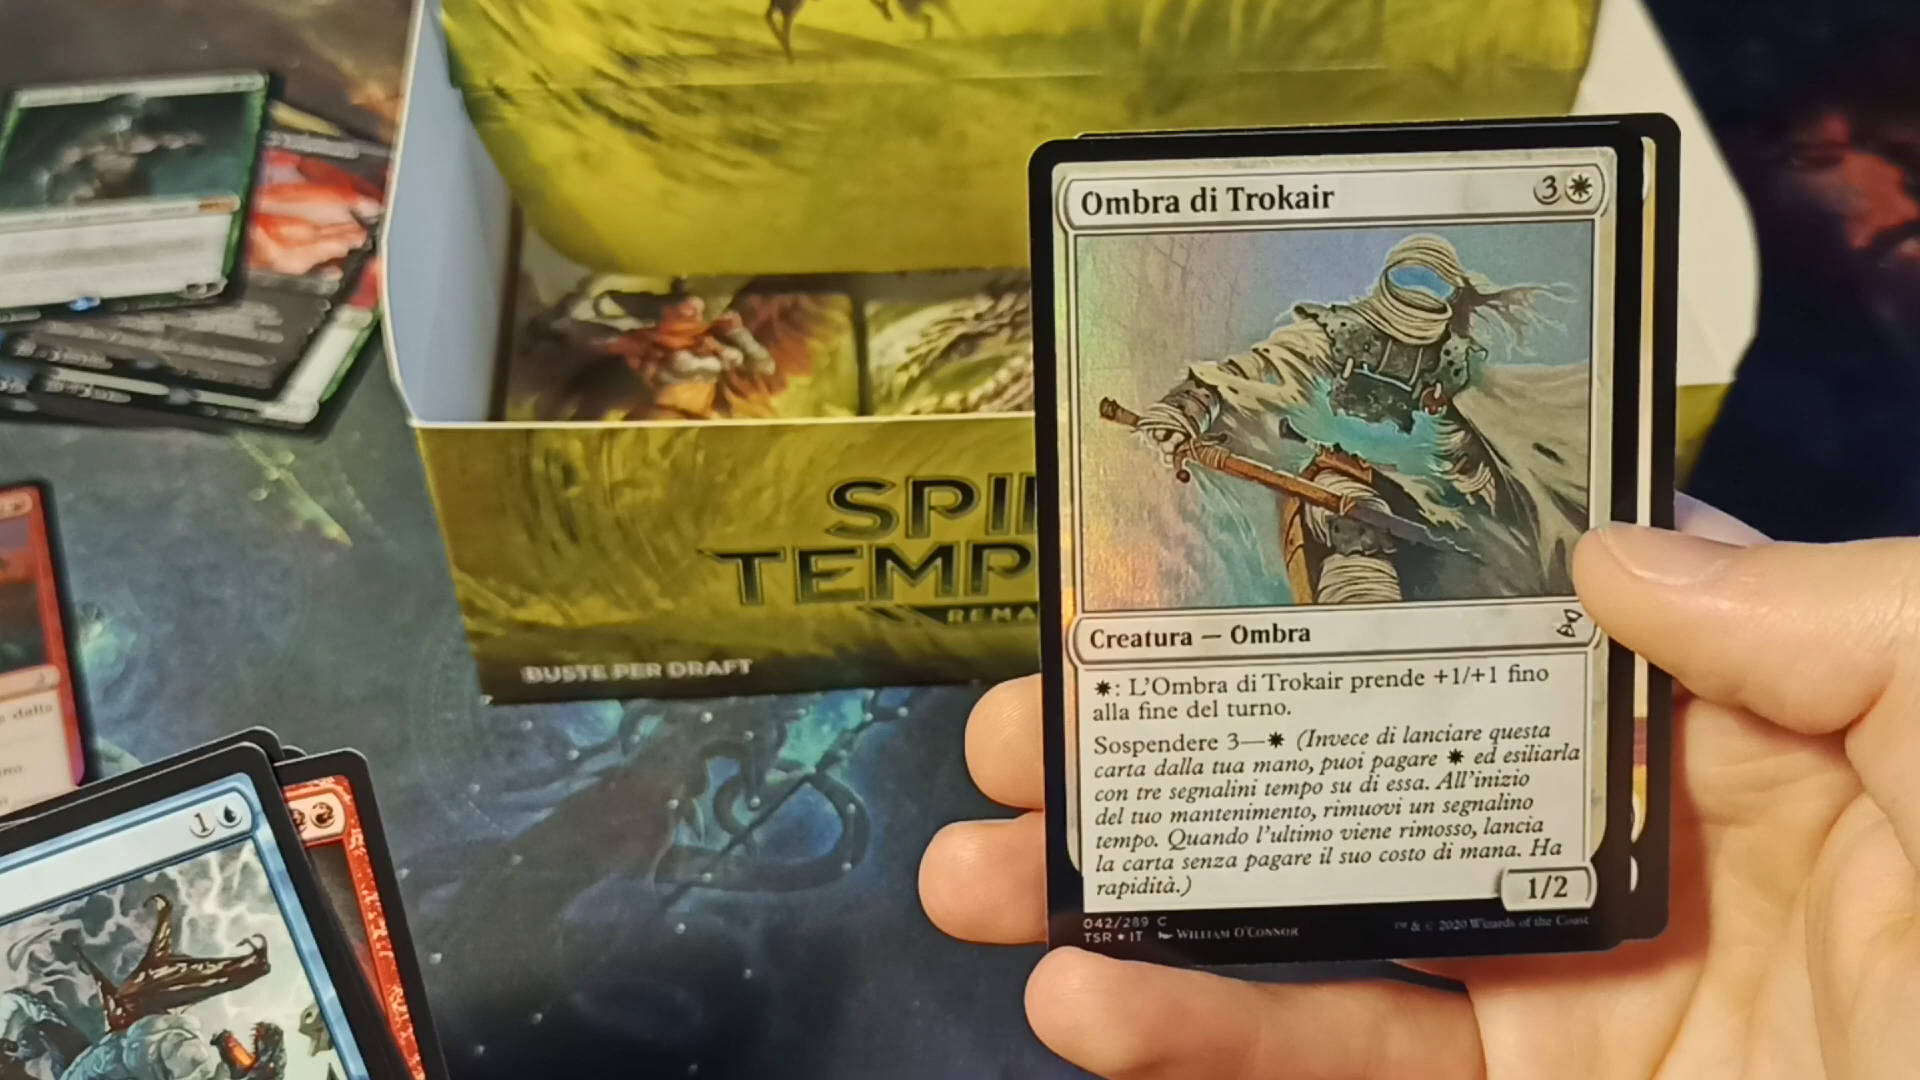 Ombra di Trokair
3
Creatura — Ombra
: L'Ombra di Trokair prende +1/+1 fino
alla fine del turno.
Sospendere 3— (Invece di lanciare questa
carta dalla tua mano, puoi pagare ed esiliarla
con tre segnalini tempo su di essa. All'inizio
del tuo mantenimento, rimuovi un segnalino
tempo. Quando l'ultimo viene rimosso, lancia
la carta senza pagare il suo costo di mana. Ha
rapidità.)
1/2
042/289 C
TSR • IT WILLIAM O'CONNOR
™ & © 2020 Wizards of the Coast
SPI
TEMP
REMA
BUSTE PER DRAFT
1
dalla